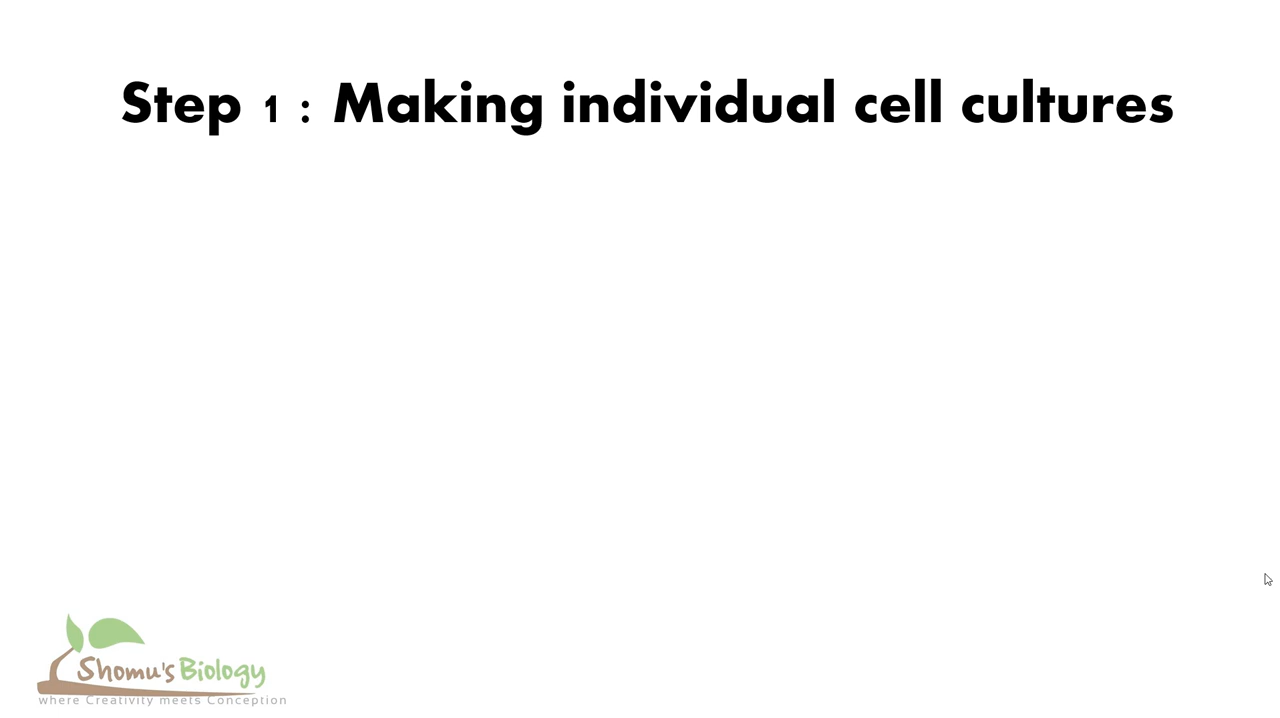 Step 1 : Making individual cell cultures
Shomu's Biology
where Creativity meets Conception